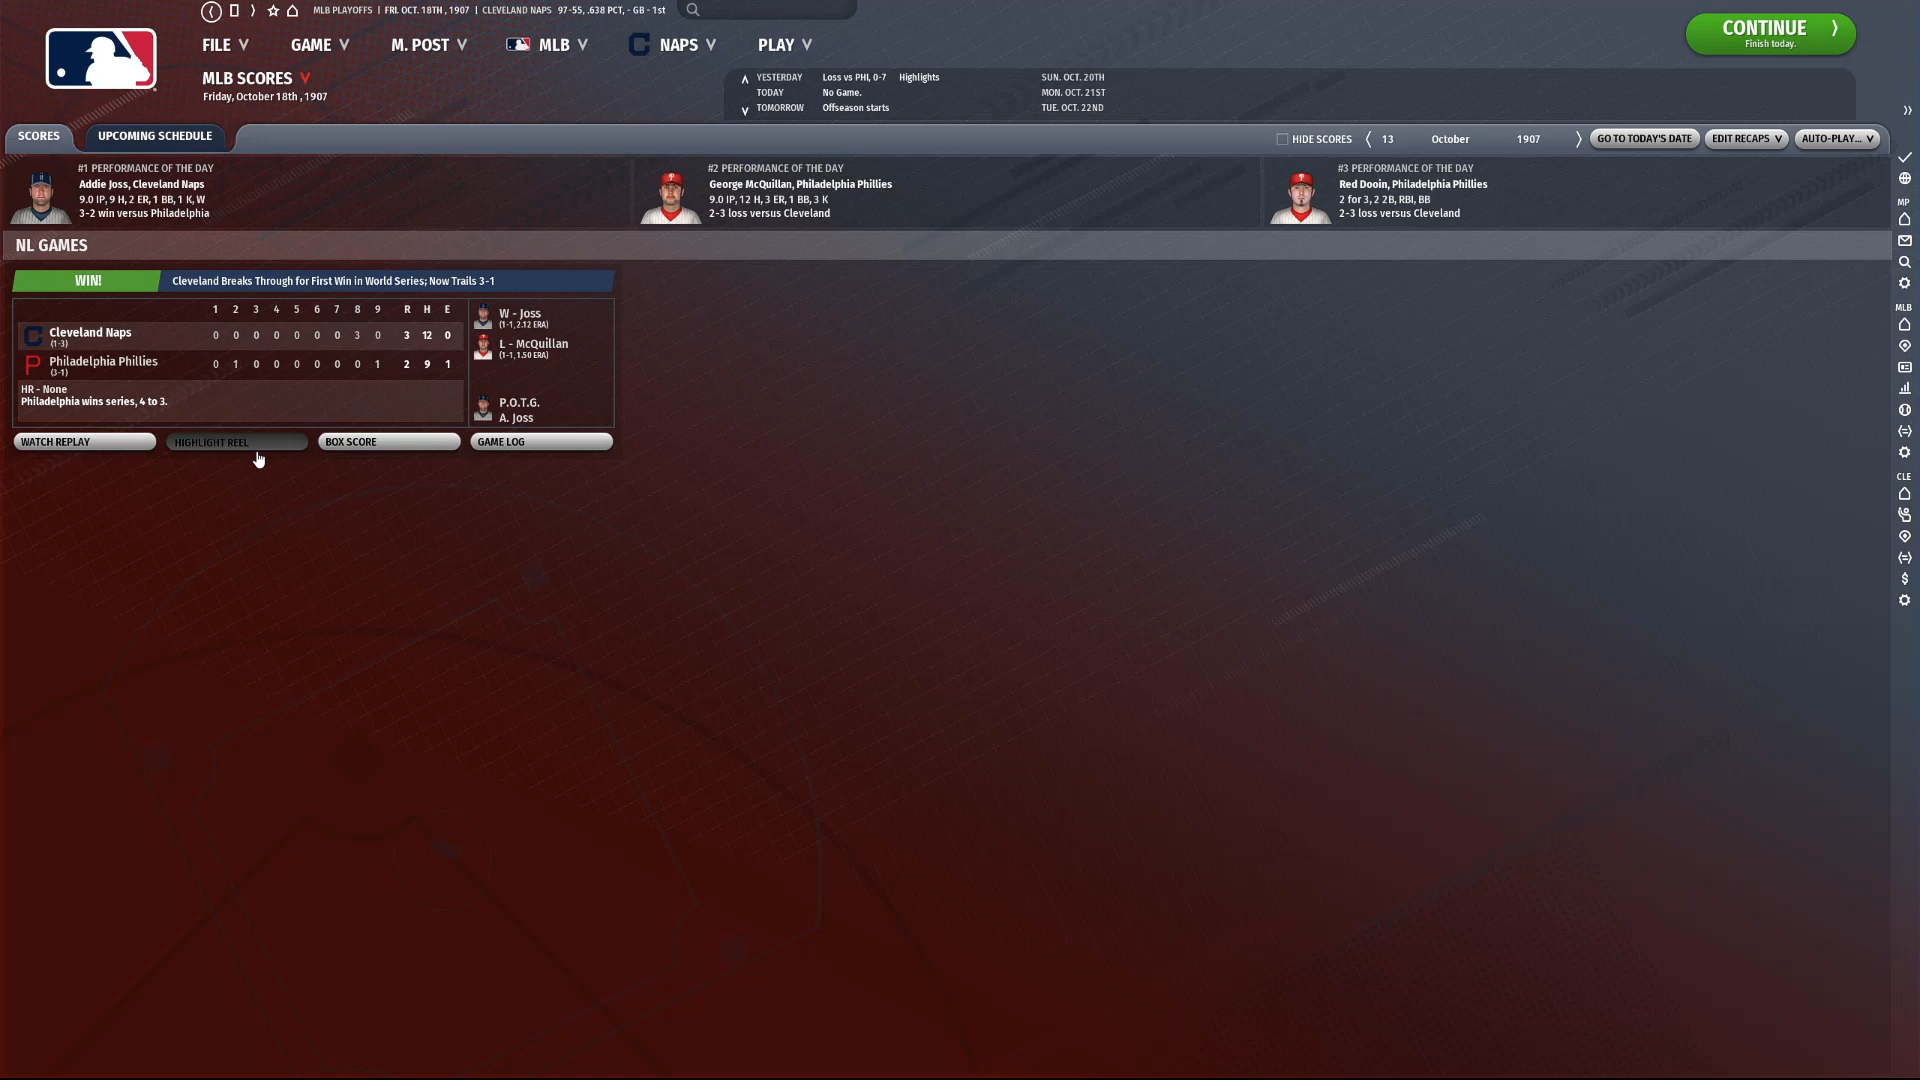 MLB PLAYOFFS | FRI. OCT. 18TH , 1907 | CLEVELAND NAPS 97-55, .638 PCT, - GB - 1st
FILE GAME M. POST MLB NAPS PLAY
CONTINUE
Finish today.
MLB SCORES
Friday, October 18th , 1907
YESTERDAY Loss vs PHI, 0-7 Highlights SUN. OCT. 20TH
TODAY No Game. MON. OCT. 21ST
TOMORROW Offseason starts TUE. OCT. 22ND
SCORES UPCOMING SCHEDULE HIDE SCORES 13 October 1907 GO TO TODAY'S DATE EDIT RECAPS AUTO-PLAY...
#1 PERFORMANCE OF THE DAY
Addie Joss, Cleveland Naps
9.0 IP, 9 H, 2 ER, 1 BB, 1 K, W
3-2 win versus Philadelphia
#2 PERFORMANCE OF THE DAY
George McQuillan, Philadelphia Phillies
9.0 IP, 12 H, 3 ER, 1 BB, 3 K
2-3 loss versus Cleveland
#3 PERFORMANCE OF THE DAY
Red Dooin, Philadelphia Phillies
2 for 3, 2 2B, RBI, BB
2-3 loss versus Cleveland
NL GAMES
WIN! Cleveland Breaks Through for First Win in World Series; Now Trails 3-1
1 2 3 4 5 6 7 8 9 R H E
Cleveland Naps 0 0 0 0 0 0 0 3 0 3 12 0
(1-3)
Philadelphia Phillies 0 1 0 0 0 0 0 0 1 2 9 1
(3-1)
HR - None
Philadelphia wins series, 4 to 3.
W - Joss
(1-1, 2.12 ERA)
L - McQuillan
(1-1, 1.50 ERA)
P.O.T.G.
A. Joss
WATCH REPLAY HIGHLIGHT REEL BOX SCORE GAME LOG
MP
MLB
CLE